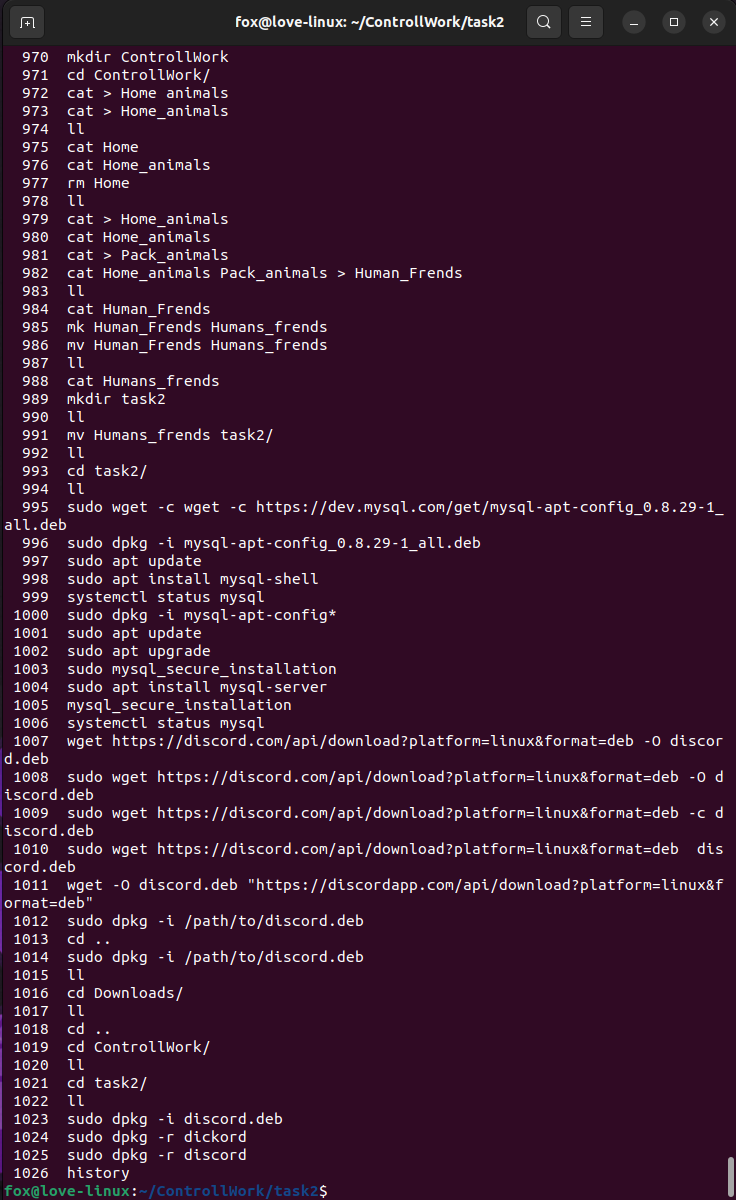 fox@love-linux: ~/ControllWork/task2
970 mkdir ControllWork
971 cd ControllWork/
972 cat > Home animals
973 cat > Home_animals
974 ll
975 cat Home
976 cat Home_animals
977 rm Home
978 ll
979 cat > Home_animals
980 cat Home_animals
981 cat > Pack_animals
982 cat Home_animals Pack_animals > Human_Frends
983 ll
984 cat Human_Frends
985 mk Human_Frends Humans_frends
986 mv Human_Frends Humans_frends
987 ll
988 cat Humans_frends
989 mkdir task2
990 ll
991 mv Humans_frends task2/
992 ll
993 cd task2/
994 ll
995 sudo wget -c wget -c https://dev.mysql.com/get/mysql-apt-config_0.8.29-1_
all.deb
996 sudo dpkg -i mysql-apt-config_0.8.29-1_all.deb
997 sudo apt update
998 sudo apt install mysql-shell
999 systemctl status mysql
1000 sudo dpkg -i mysql-apt-config*
1001 sudo apt update
1002 sudo apt upgrade
1003 sudo mysql_secure_installation
1004 sudo apt install mysql-server
1005 mysql_secure_installation
1006 systemctl status mysql
1007 wget https://discord.com/api/download?platform=linux&format=deb -O discor
d.deb
1008 sudo wget https://discord.com/api/download?platform=linux&format=deb -O d
iscord.deb
1009 sudo wget https://discord.com/api/download?platform=linux&format=deb -c d
iscord.deb
1010 sudo wget https://discord.com/api/download?platform=linux&format=deb  dis
cord.deb
1011 wget -O discord.deb "https://discordapp.com/api/download?platform=linux&f
ormat=deb"
1012 sudo dpkg -i /path/to/discord.deb
1013 cd ..
1014 sudo dpkg -i /path/to/discord.deb
1015 ll
1016 cd Downloads/
1017 ll
1018 cd ..
1019 cd ControllWork/
1020 ll
1021 cd task2/
1022 ll
1023 sudo dpkg -i discord.deb
1024 sudo dpkg -r dickord
1025 sudo dpkg -r discord
1026 history
fox@love-linux:~/ControllWork/task2$